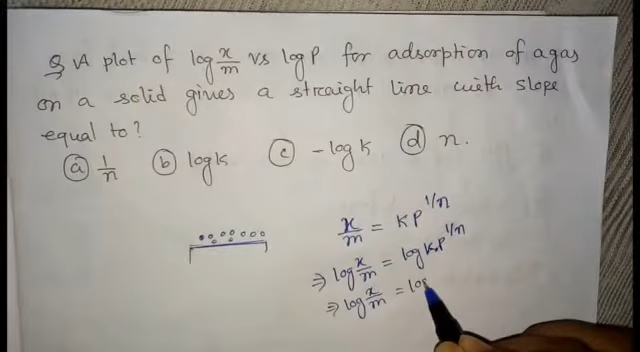 Q A plot of log x/m vs log P for adsorption of a gas
on a solid gives a straight line with slope
equal to?
(a) 1/n (b) log K (c) - log K (d) n.
x/m = KP^1/n
⇒ log x/m = log K.P^1/n
⇒ log x/m = log